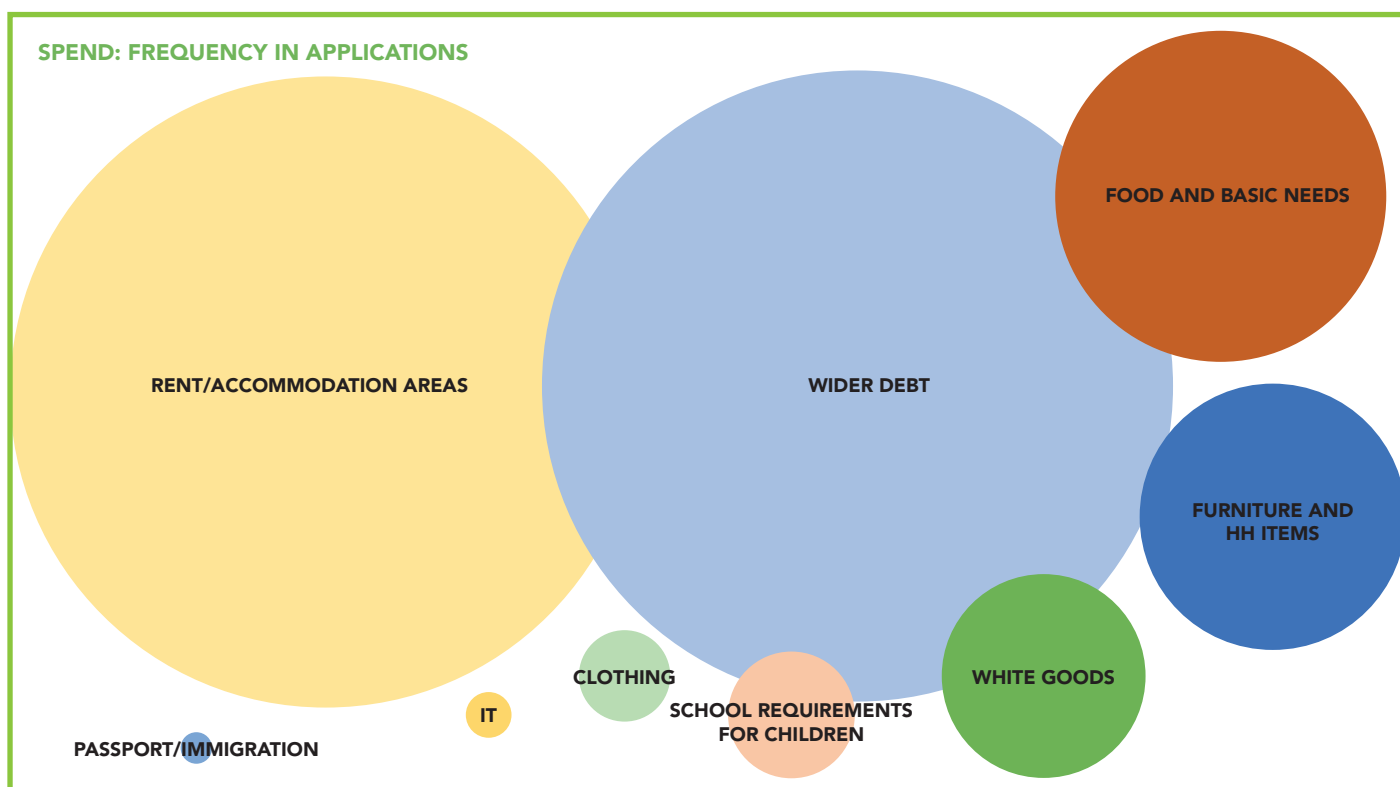 SPEND: FREQUENCY IN APPLICATIONS
FOOD AND BASIC NEEDS
RENT/ACCOMMODATION AREAS
WIDER DEBT
FURNITURE AND
HH ITEMS
CLOTHING
WHITE GOODS
SCHOOL REQUIREMENTS
FOR CHILDREN
IT
PASSPORT/IMMIGRATION